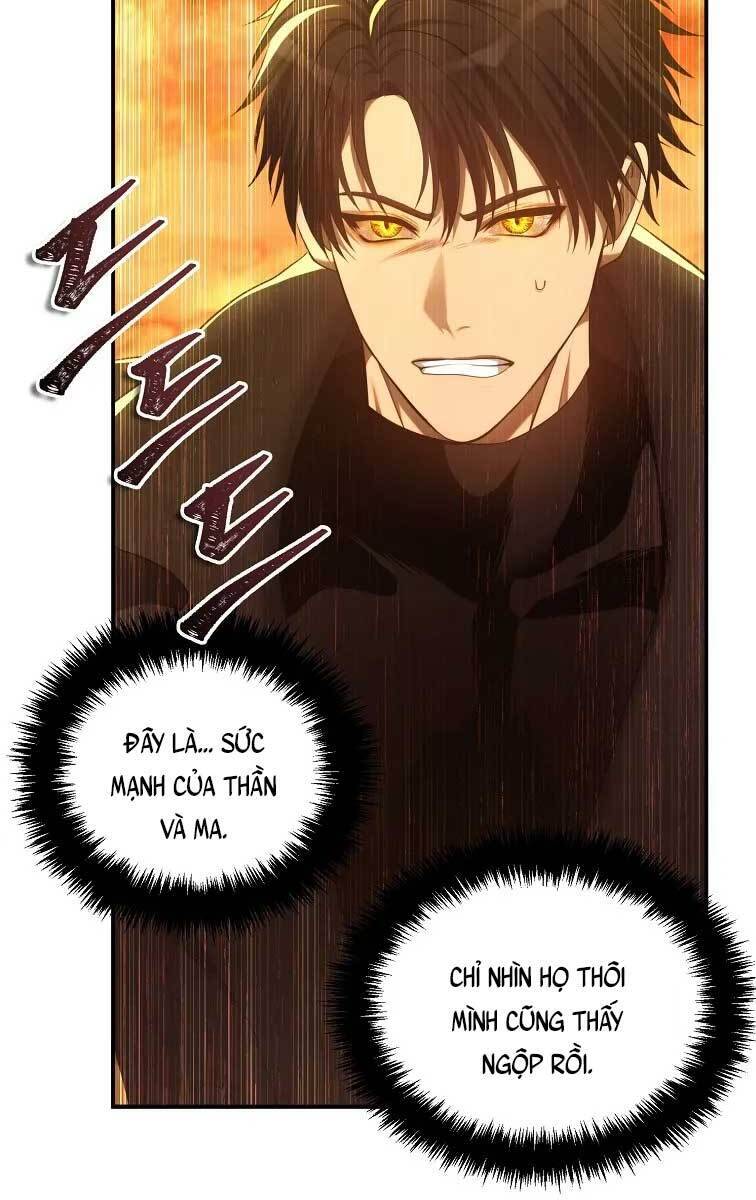 ĐÂY LÀ... SỨC
MẠNH CỦA THẦN
VÀ MA.
CHỈ NHÌN HỌ THÔI
MÌNH CŨNG THẤY
NGỘP RỒI.